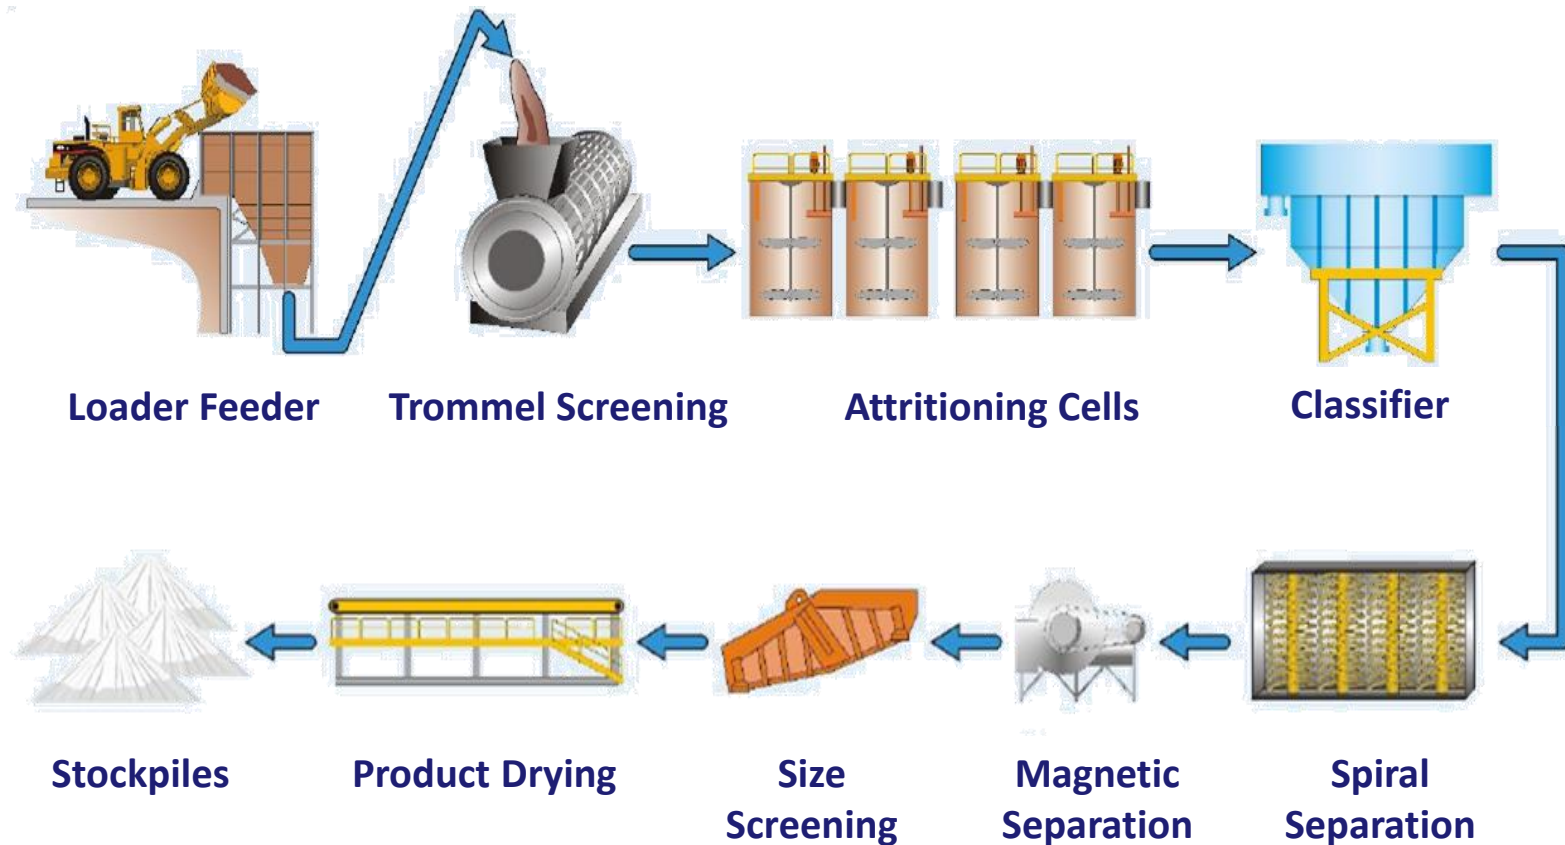 Loader Feeder
Trommel Screening
Attritioning Cells
Classifier
Stockpiles
Product Drying
Size
Screening
Magnetic
Separation
Spiral
Separation